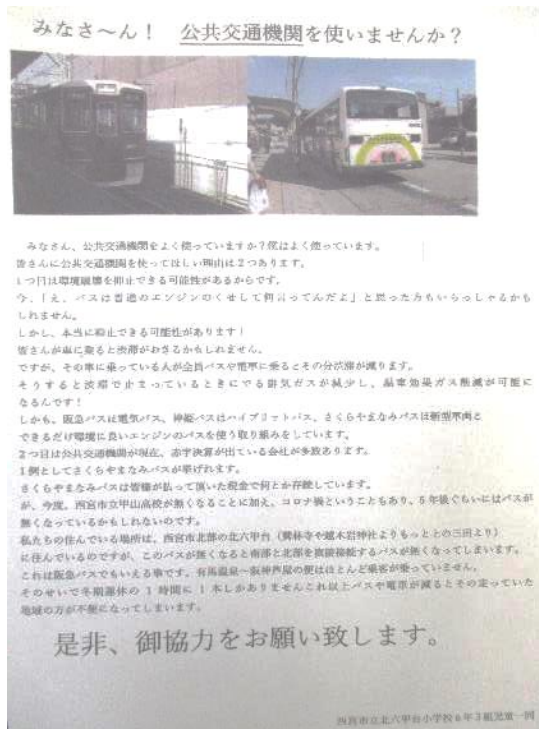 みなさ～ん！　公共交通機関を使いませんか？
みなさん、公共交通機関をよく使っていますか？僕はよく使っています。
皆さんに公共交通機関を使ってほしい理由は２つあります。
１つ目は環境破壊を抑止できる可能性があるからです。
今、「え、バスは普通のエンジンのくせして何言ってんだよ」と思った方もいらっしゃるかも
しれません。
しかし、本当に抑止できる可能性があります！
皆さんが車に乗ると渋滞がおきるかもしれません。
ですが、その車に乗っている人が全員バスや電車に乗るとその分渋滞が減ります。
そうすると渋滞で止まっているときにでる排気ガスが減少し、温室効果ガス削減が可能に
なるんです！
しかも、阪急バスは電気バス、神姫バスはハイブリットバス、さくらやまなみバスは新型車両と
できるだけ環境に良いエンジンのバスを使う取り組みをしています。
２つ目は公共交通機関が現在、赤字決算が出ている会社が多数あります。
１例としてさくらやまなみバスが挙げれます。
さくらやまなみバスは皆様が払って頂いた税金で何とか存続しています。
が、今度、西宮市立甲山高校が無くなることに加え、コロナ禍ということもあり、５年後ぐらいにはバスが
無くなっているかもしれないのです。
私たちの住んでいる場所は、西宮市北部の北六甲台（鷲林寺や越木岩神社よりもっととの三田より）
に住んでいるのですが、このバスが無くなると南部と北部を直接接続するバスが無くなってしまいます。
これは阪急バスでもいえる事です。有馬温泉～阪神芦屋の便はほとんど乗客が乗っていません。
そのせいで冬期運休の１時間に１本しかありませんこれ以上バスや電車が減るとその走っていた
地域の方が不便になってしまいます。
是非、御協力をお願い致します。
西宮市立北六甲台小学校６年３組児童一同